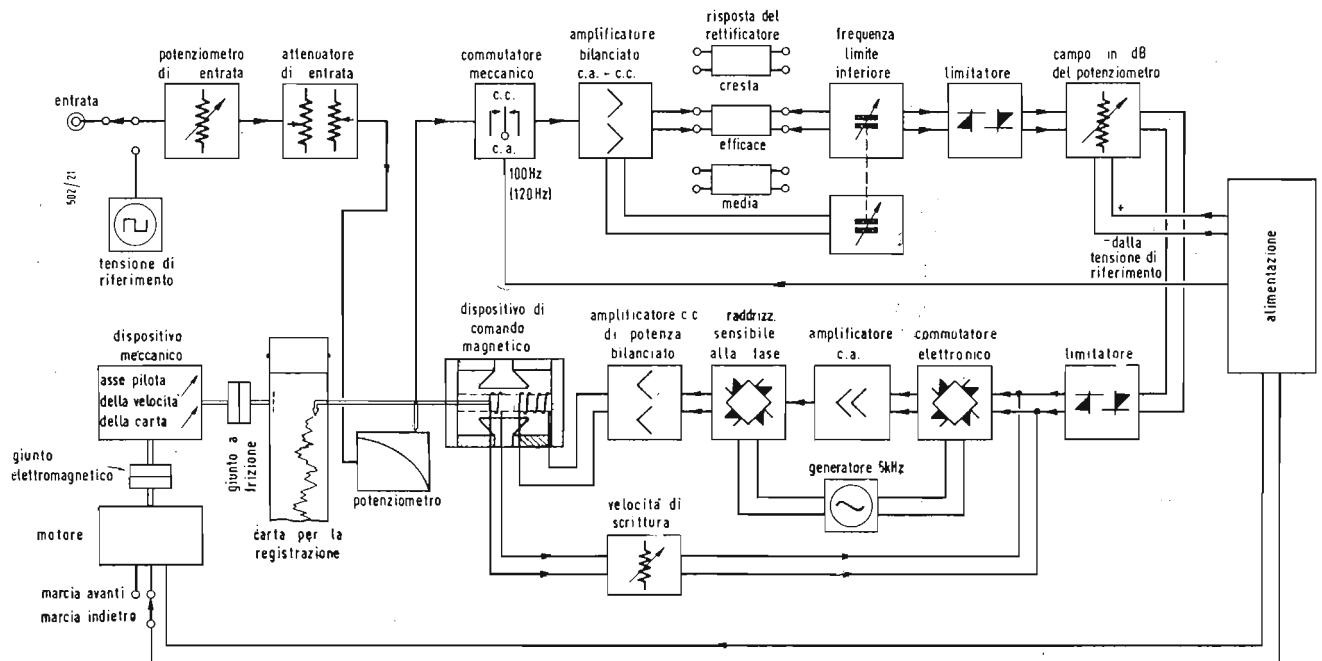 risposta del
rettificatore
cresta
efficace
media
potenziometro
di entrata
attenuatore
di entrata
commutatore
meccanico
c.c.
c.a.
100Hz
(120Hz)
amplificatore
bilanciato
c.a. - c.c.
frequenza
limite
inferiore
limitatore
campo in dB
del potenziometro
entrata
502/21
tensione di
riferimento
+
- dalla
tensione di
riferimento
alimentazione
dispositivo
meccanico
asse pilota
della velocità
della carta
giunto a
frizione
giunto
elettromagnetico
motore
marcia avanti
marcia indietro
carta per la
registrazione
potenziometro
dispositivo di
comando
magnetico
amplificatore c.c.
di potenza
bilanciato
raddrizz.
sensibile
alla fase
amplificatore
c.a.
commutatore
elettronico
limitatore
generatore 5kHz
velocità di
scrittura